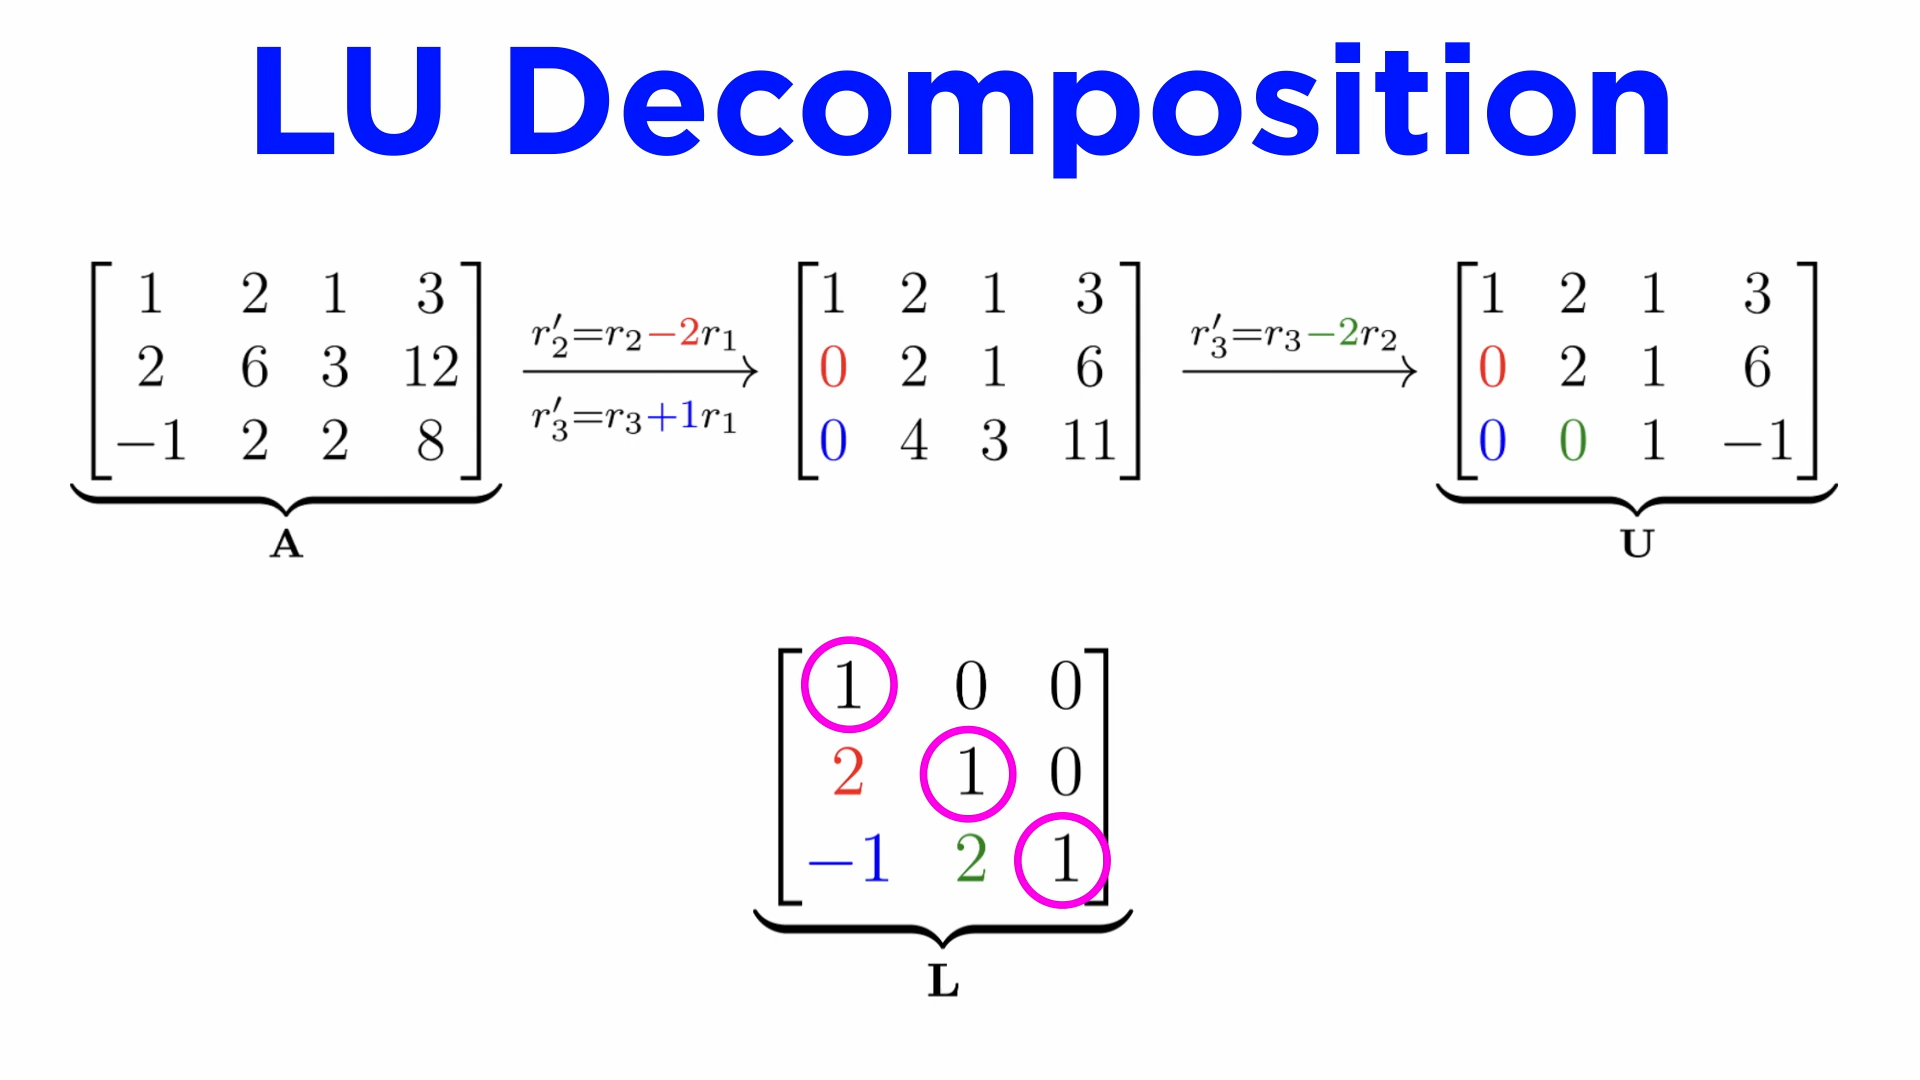 LU Decomposition
1 2 1 3
2 6 3 12
−1 2 2 8
A
r′2=r2−2r1
r′3=r3+1r1
1 2 1 3
0 2 1 6
0 4 3 11
r′3=r3−2r2
1 2 1 3
0 2 1 6
0 0 1 −1
U
1 0 0
2 1 0
−1 2 1
L